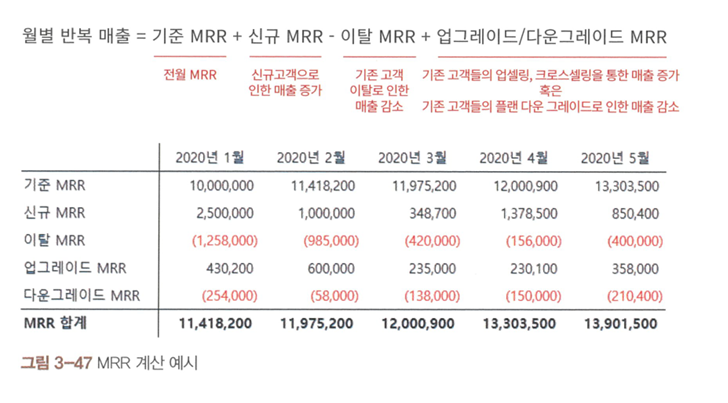 월별 반복 매출 = 기준 MRR + 신규 MRR - 이탈 MRR + 업그레이드/다운그레이드 MRR
전월 MRR
신규고객으로
인한 매출 증가
기존 고객
이탈로 인한
매출 감소
기존 고객들의 업셀링, 크로스셀링을 통한 매출 증가
혹은
기존 고객들의 플랜 다운 그레이드로 인한 매출 감소
2020년 1월 2020년 2월 2020년 3월 2020년 4월 2020년 5월
기준 MRR 10,000,000 11,418,200 11,975,200 12,000,900 13,303,500
신규 MRR 2,500,000 1,000,000 348,700 1,378,500 850,400
이탈 MRR (1,258,000) (985,000) (420,000) (156,000) (400,000)
업그레이드 MRR 430,200 600,000 235,000 230,100 358,000
다운그레이드 MRR (254,000) (58,000) (138,000) (150,000) (210,400)
MRR 합계 11,418,200 11,975,200 12,000,900 13,303,500 13,901,500
그림 3-47 MRR 계산 예시